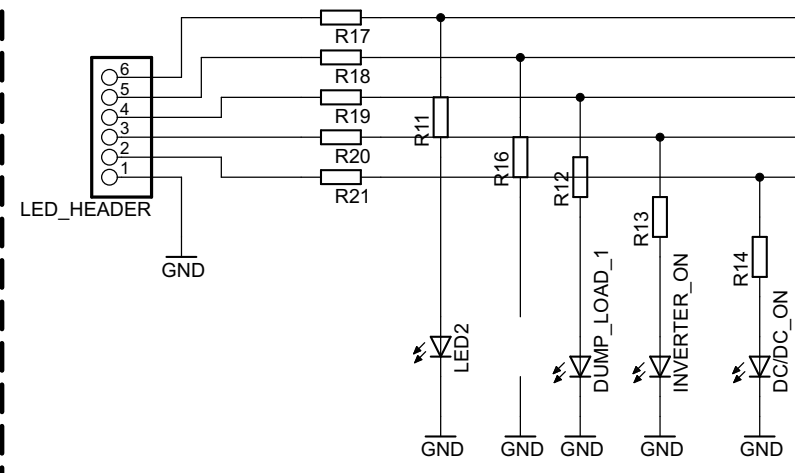 R17
6
R18
5
4
R19
R11
3
R20
R16
2
R12
1
R21
LED_HEADER
R13
R14
GND
LED2
DUMP_LOAD_1
INVERTER_ON
DC/DC_ON
GND
GND
GND
GND
GND